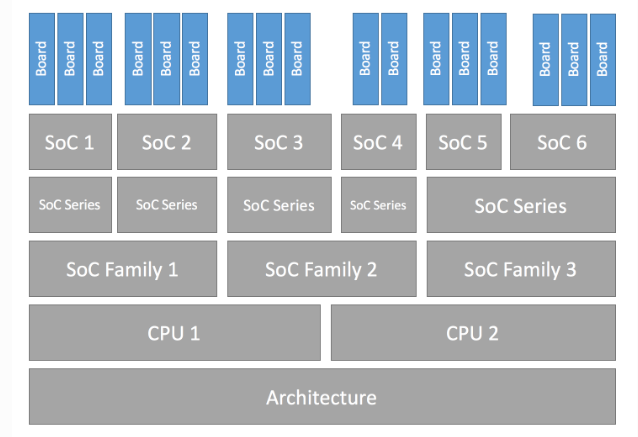 Board Board Board Board Board Board Board Board Board Board Board Board Board Board Board Board Board
SoC 1 SoC 2 SoC 3 SoC 4 SoC 5 SoC 6
SoC Series SoC Series SoC Series SoC Series SoC Series
SoC Family 1 SoC Family 2 SoC Family 3
CPU 1 CPU 2
Architecture